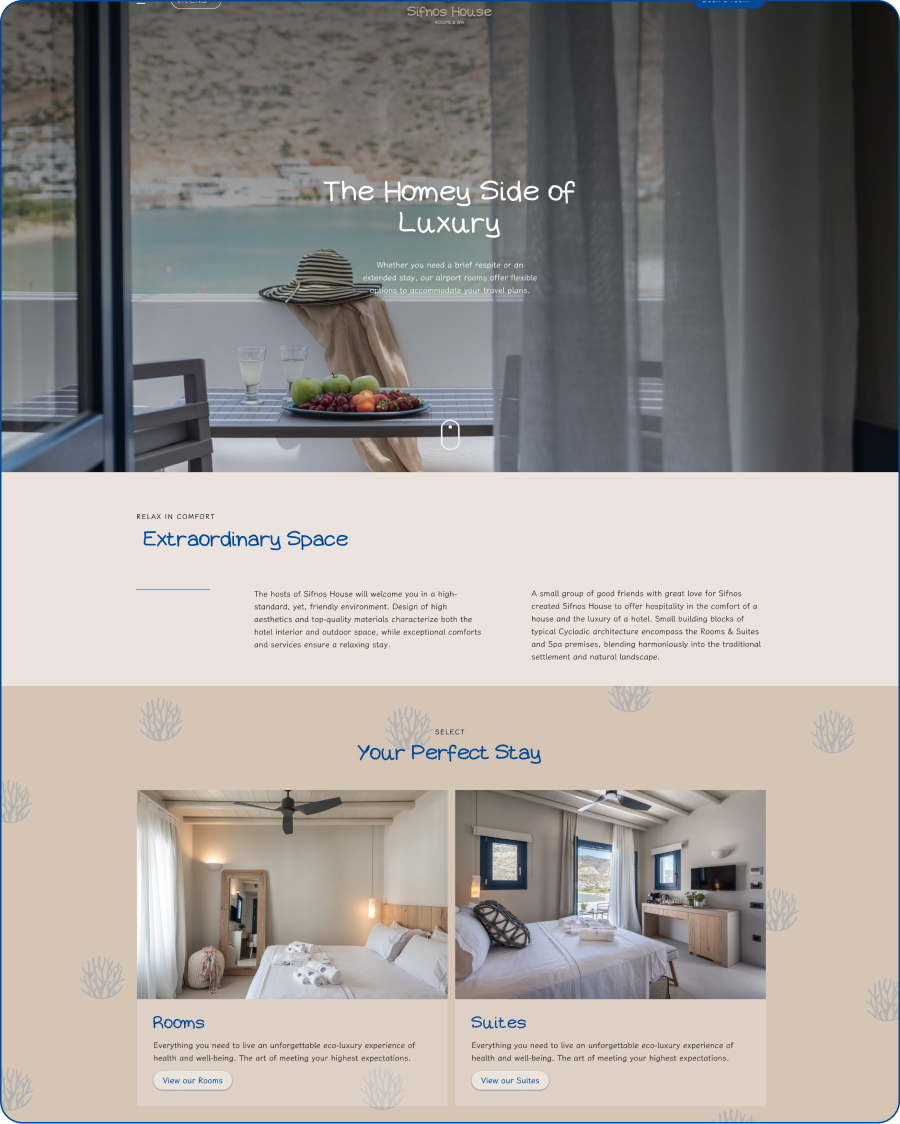 Sifnos House
ROOMS & SPA
The Homey Side of
Luxury
Whether you need a brief respite or an
extended stay, our airport rooms offer flexible
options to accommodate your travel plans.
RELAX IN COMFORT
Extraordinary Space
The hosts of Sifnos House will welcome you in a high-
standard, yet, friendly environment. Design of high
aesthetics and top-quality materials characterize both the
hotel interior and outdoor space, while exceptional comforts
and services ensure a relaxing stay.
A small group of good friends with great love for Sifnos
created Sifnos House to offer hospitality in the comfort of a
house and the luxury of a hotel. Small building blocks of
typical Cycladic architecture encompass the Rooms & Suites
and Spa premises, blending harmoniously into the traditional
settlement and natural landscape.
SELECT
Your Perfect Stay
Rooms
Everything you need to live an unforgettable eco-luxury experience of
health and well-being. The art of meeting your highest expectations.
View our Rooms
Suites
Everything you need to live an unforgettable eco-luxury experience of
health and well-being. The art of meeting your highest expectations.
View our Suites